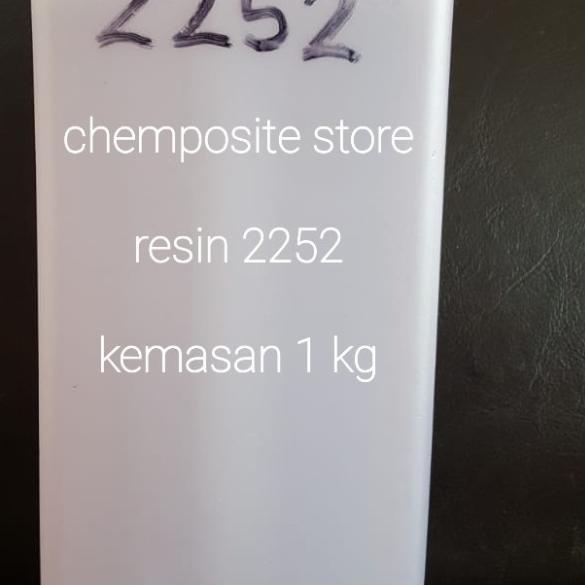 2252
chemposite store
resin 2252
kemasan 1 kg